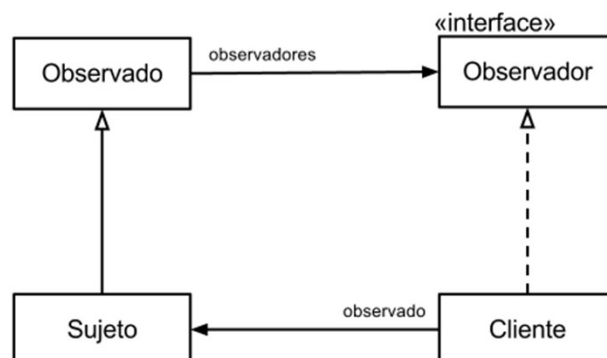 «interface»
Observado
observadores
Observador
observado
Sujeto
Cliente